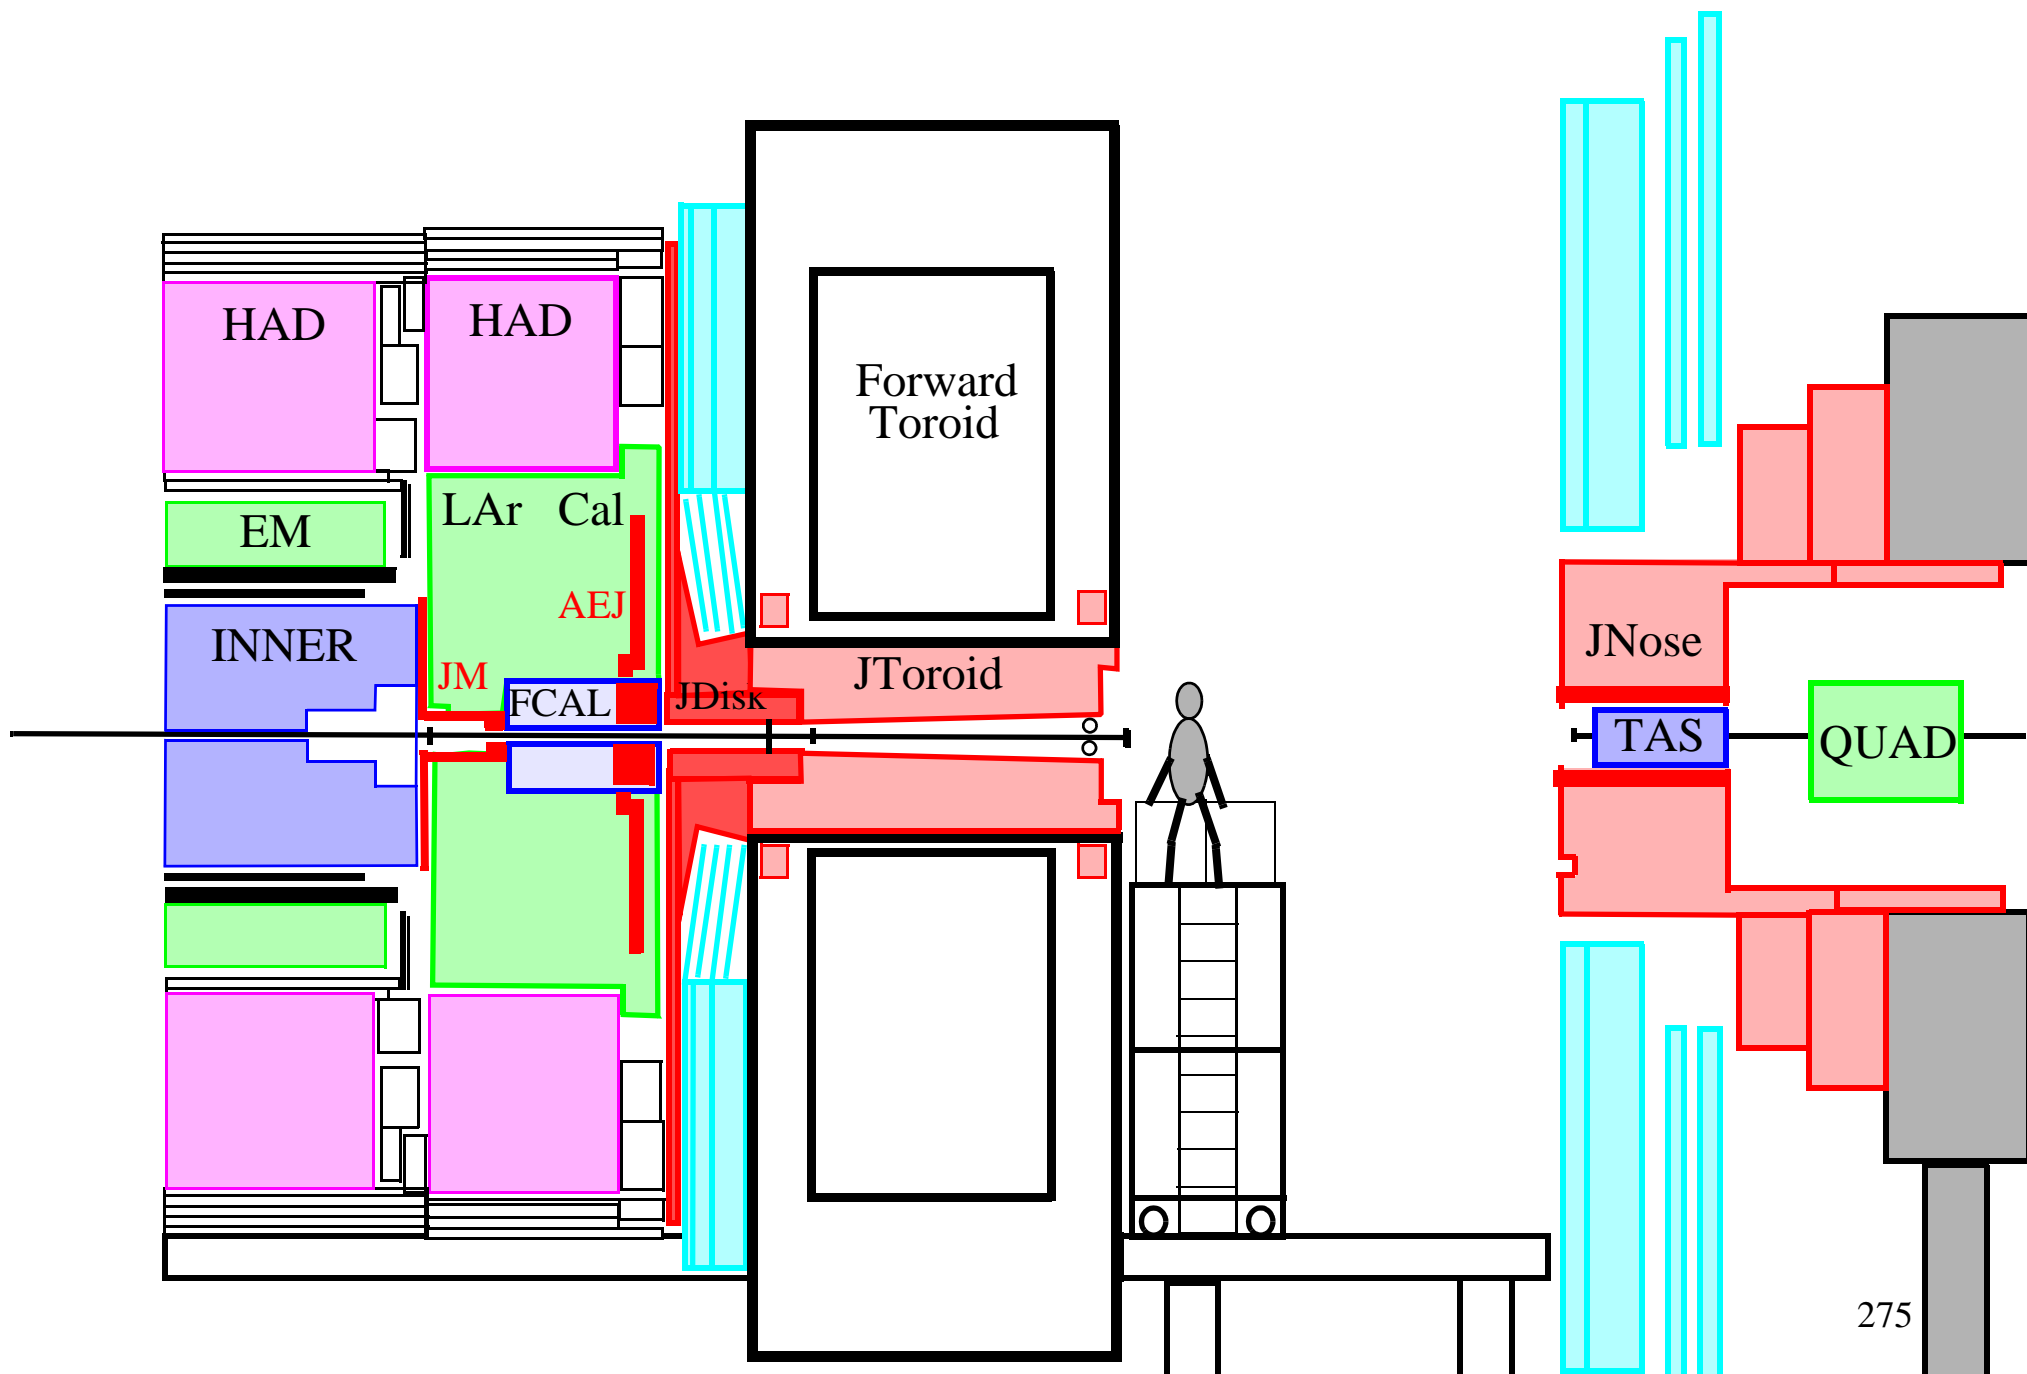 HAD
HAD
Forward
Toroid
LAr Cal
EM
AEJ
INNER
JM
FCAL
JDisk
JToroid
JNose
TAS
QUAD
275